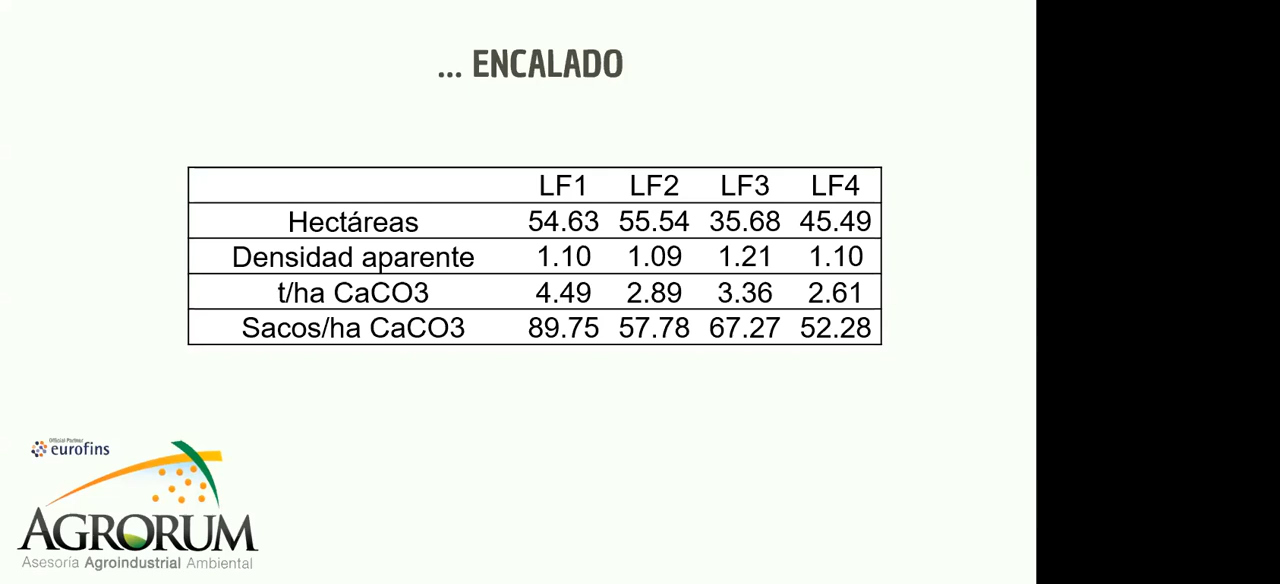 ... ENCALADO
LF1 LF2 LF3 LF4
Hectáreas 54.63 55.54 35.68 45.49
Densidad aparente 1.10 1.09 1.21 1.10
t/ha CaCO3 4.49 2.89 3.36 2.61
Sacos/ha CaCO3 89.75 57.78 67.27 52.28
Official Partner
eurofins
AGRORUM
Asesoría Agroindustrial Ambiental